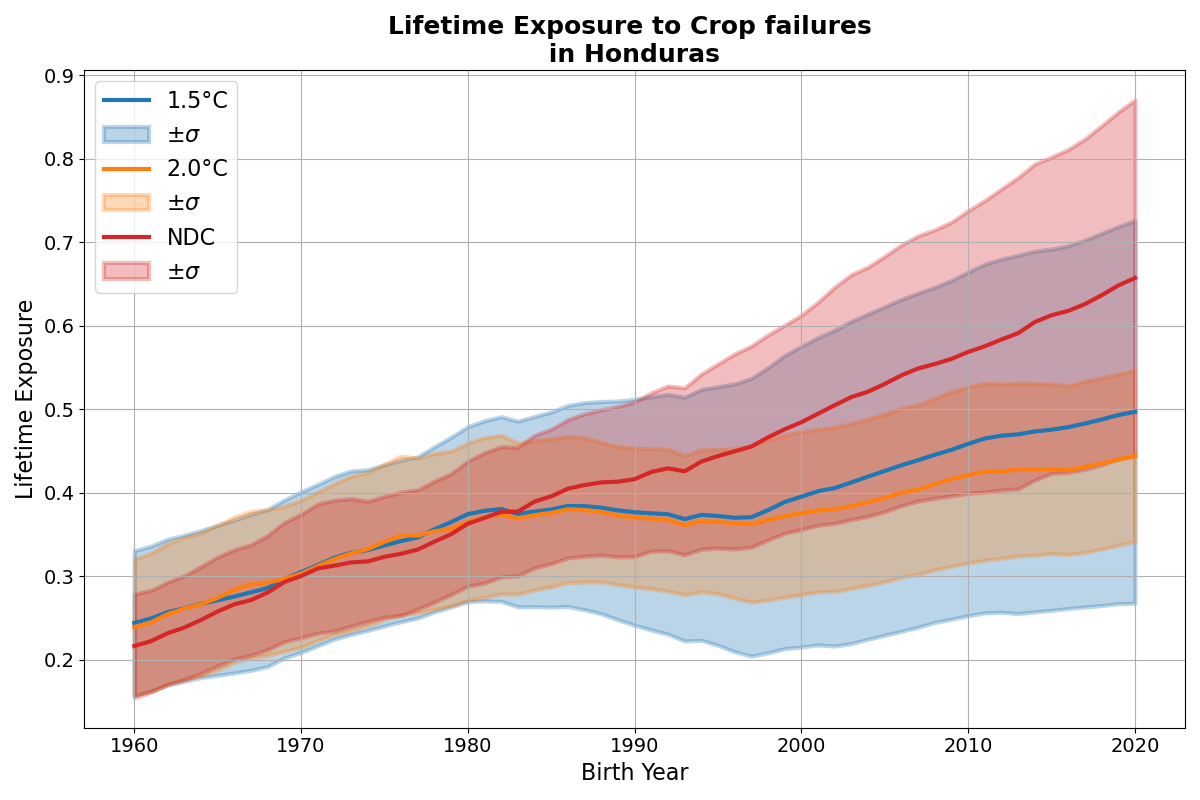 Lifetime Exposure to Crop failures
in Honduras
0.9
0.8
0.7
0.6
0.5
0.4
0.3
0.2
Lifetime Exposure
1.5°C
±σ
2.0°C
±σ
NDC
±σ
1960 1970 1980 1990 2000 2010 2020
Birth Year